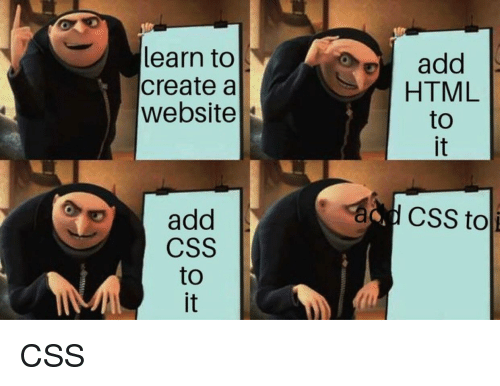 learn to
create a
website
add
HTML
to
it
add
CSS
to
it
add CSS to i
CSS